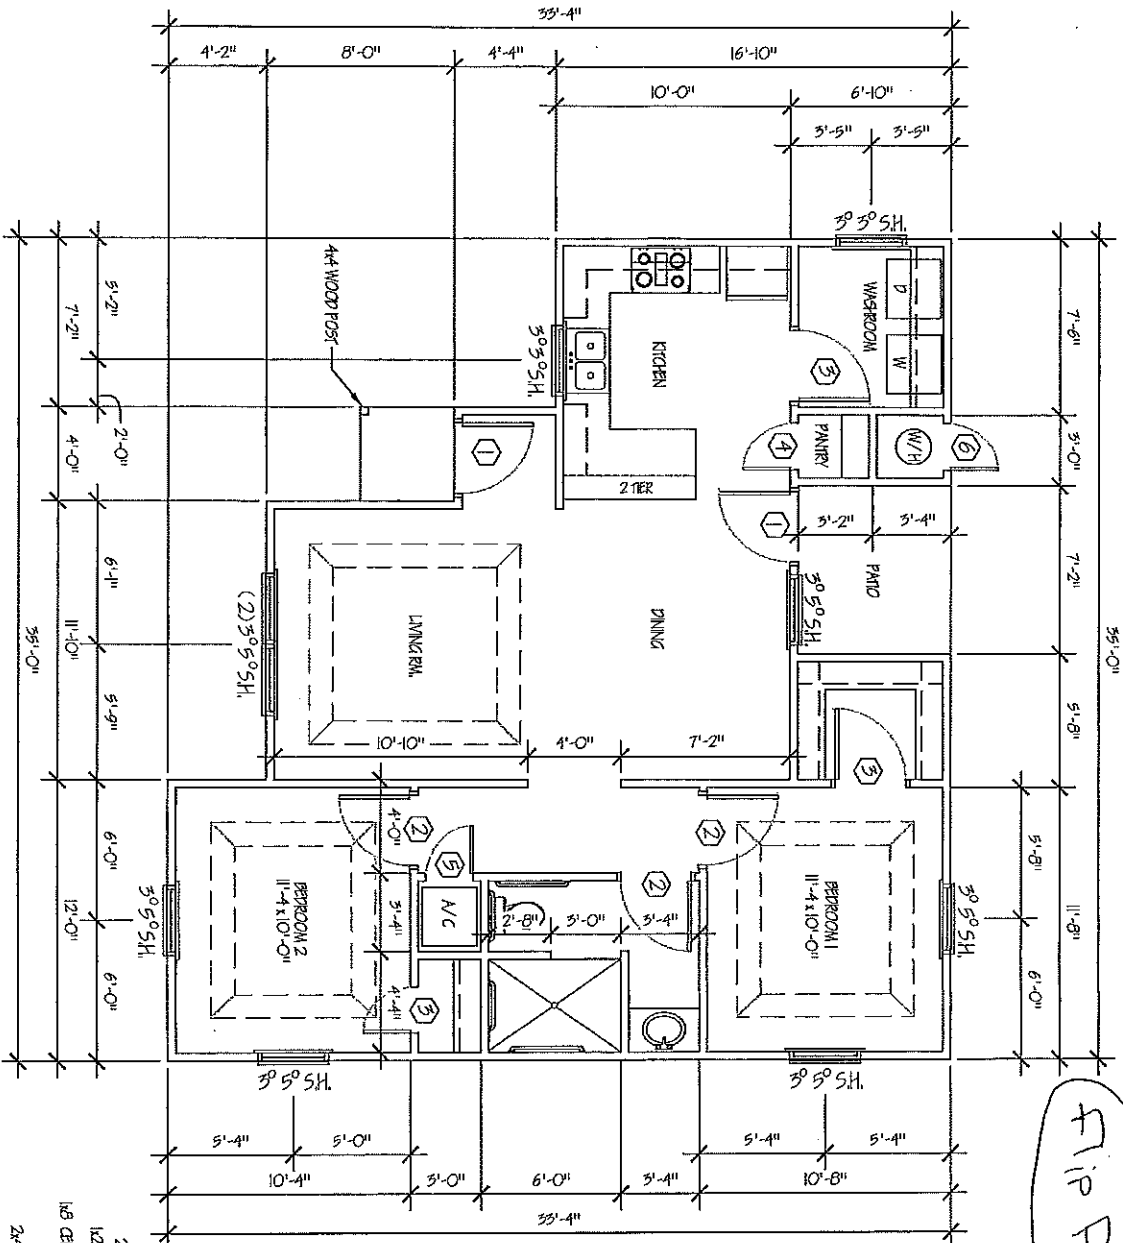 33'-4"
4'-2"
8'-0"
4'-4"
16'-10"
10'-0"
6'-10"
3'-5"
3'-5"
35'-0"
7'-6"
3'-0"
7'-2"
5'-8"
11'-8"
5'-8"
6'-0"
3⁰ 3⁰ S.H.
WASHROOM
D
W
3
4x4 WOOD POST
3⁰ 3⁰ S.H.
KITCHEN
2 TIER
PANTRY
4
W/H
6
1
1
3'-2"
3'-4"
PATIO
3⁰ 5⁰ S.H.
DINING
LIVING RM.
(2) 3⁰ 5⁰ S.H.
10'-10"
4'-0"
7'-2"
3
5'-2"
7'-2"
2'-0"
4'-0"
6'-1"
11'-10"
5'-9"
35'-0"
6'-0"
12'-0"
6'-0"
2
4'-0"
5
2
2
BEDROOM 2
11'-4 x 10'-0"
3'-4"
A/C
2'-8"
3'-0"
3'-4"
BEDROOM 1
11'-4 x 10'-0"
4'-4"
3
3⁰ 5⁰ S.H.
3⁰ 5⁰ S.H.
3⁰ 5⁰ S.H.
3⁰ 5⁰ S.H.
5'-4"
5'-0"
5'-4"
5'-4"
10'-4"
3'-0"
6'-0"
3'-4"
10'-8"
33'-4"
Flip